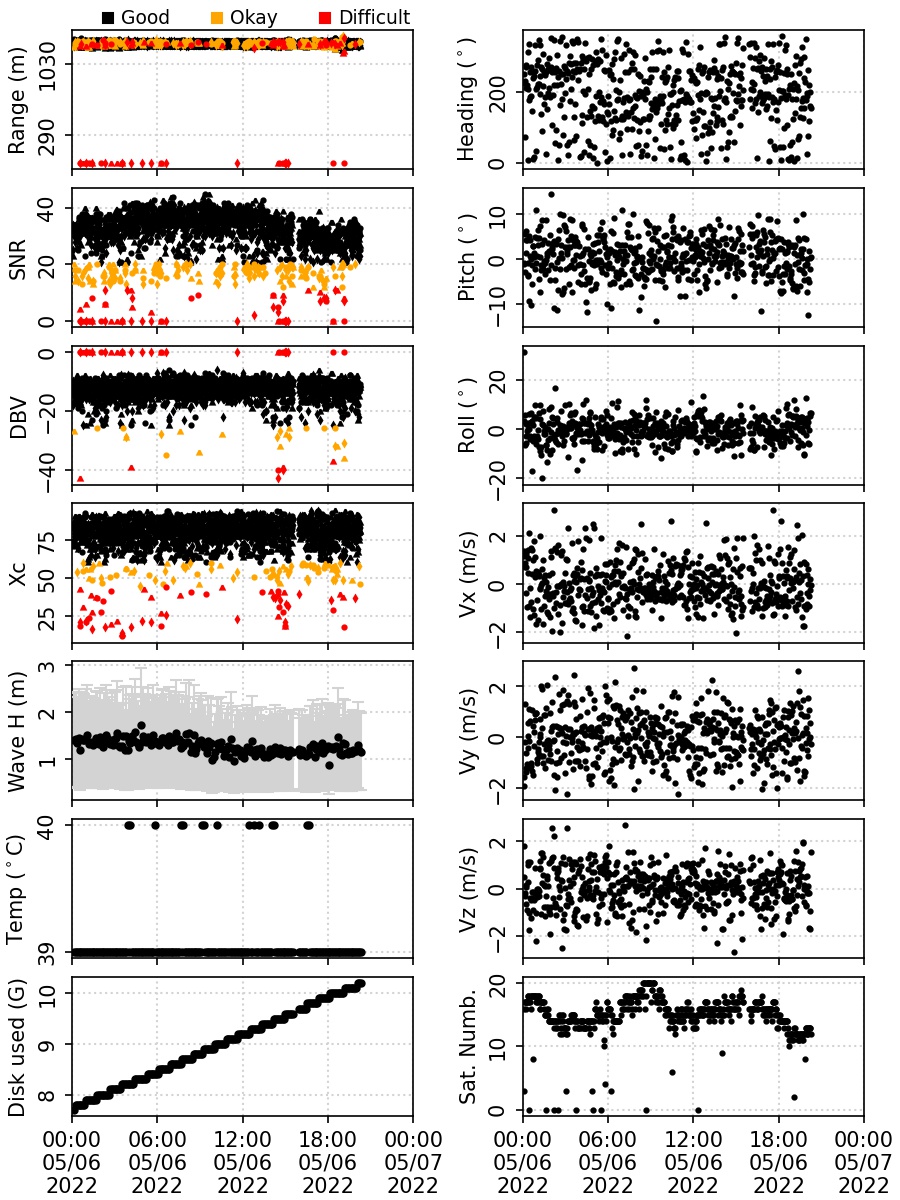 Good Okay Difficult
Range (m)
1030
290
Heading (°)
200
0
SNR
40
20
0
Pitch (°)
10
0
−10
DBV
0
−20
−40
Roll (°)
20
0
−20
Xc
75
50
25
Vx (m/s)
2
0
−2
Wave H (m)
3
2
1
Vy (m/s)
2
0
−2
Temp (°C)
40
39
Vz (m/s)
2
0
−2
Disk used (G)
10
9
8
Sat. Numb.
20
10
0
00:00 06:00 12:00 18:00 00:00
05/06 05/06 05/06 05/06 05/07
2022 2022 2022 2022 2022
00:00 06:00 12:00 18:00 00:00
05/06 05/06 05/06 05/06 05/07
2022 2022 2022 2022 2022